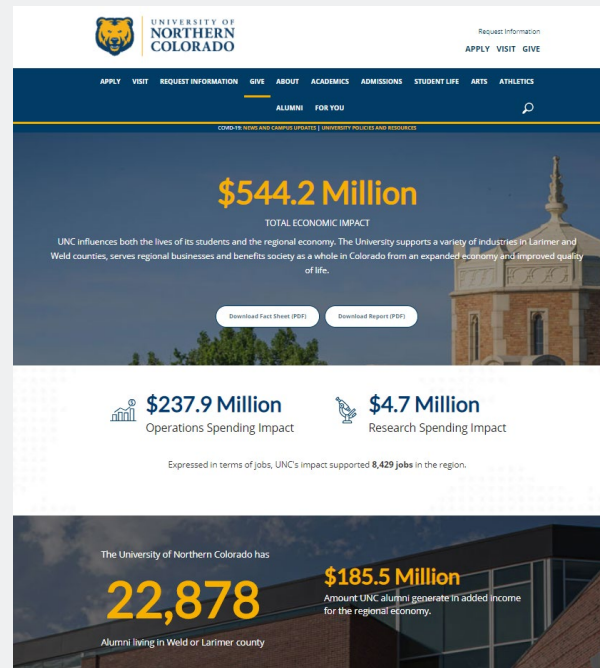 UNIVERSITY OF
NORTHERN
COLORADO
Request Information
APPLY VISIT GIVE
APPLY VISIT REQUEST INFORMATION GIVE ABOUT ACADEMICS ADMISSIONS STUDENT LIFE ARTS ATHLETICS
ALUMNI FOR YOU
COVID-19: NEWS AND CAMPUS UPDATES | UNIVERSITY POLICIES AND RESOURCES
$544.2 Million
TOTAL ECONOMIC IMPACT
UNC influences both the lives of its students and the regional economy. The University supports a variety of industries in Larimer and
Weld counties, serves regional businesses and benefits society as a whole in Colorado from an expanded economy and improved quality
of life.
Download Fact Sheet (PDF) Download Report (PDF)
$237.9 Million
Operations Spending Impact
$4.7 Million
Research Spending Impact
Expressed in terms of jobs, UNC's impact supported 8,429 jobs in the region.
The University of Northern Colorado has
22,878
Alumni living in Weld or Larimer county
$185.5 Million
Amount UNC alumni generate in added income
for the regional economy.